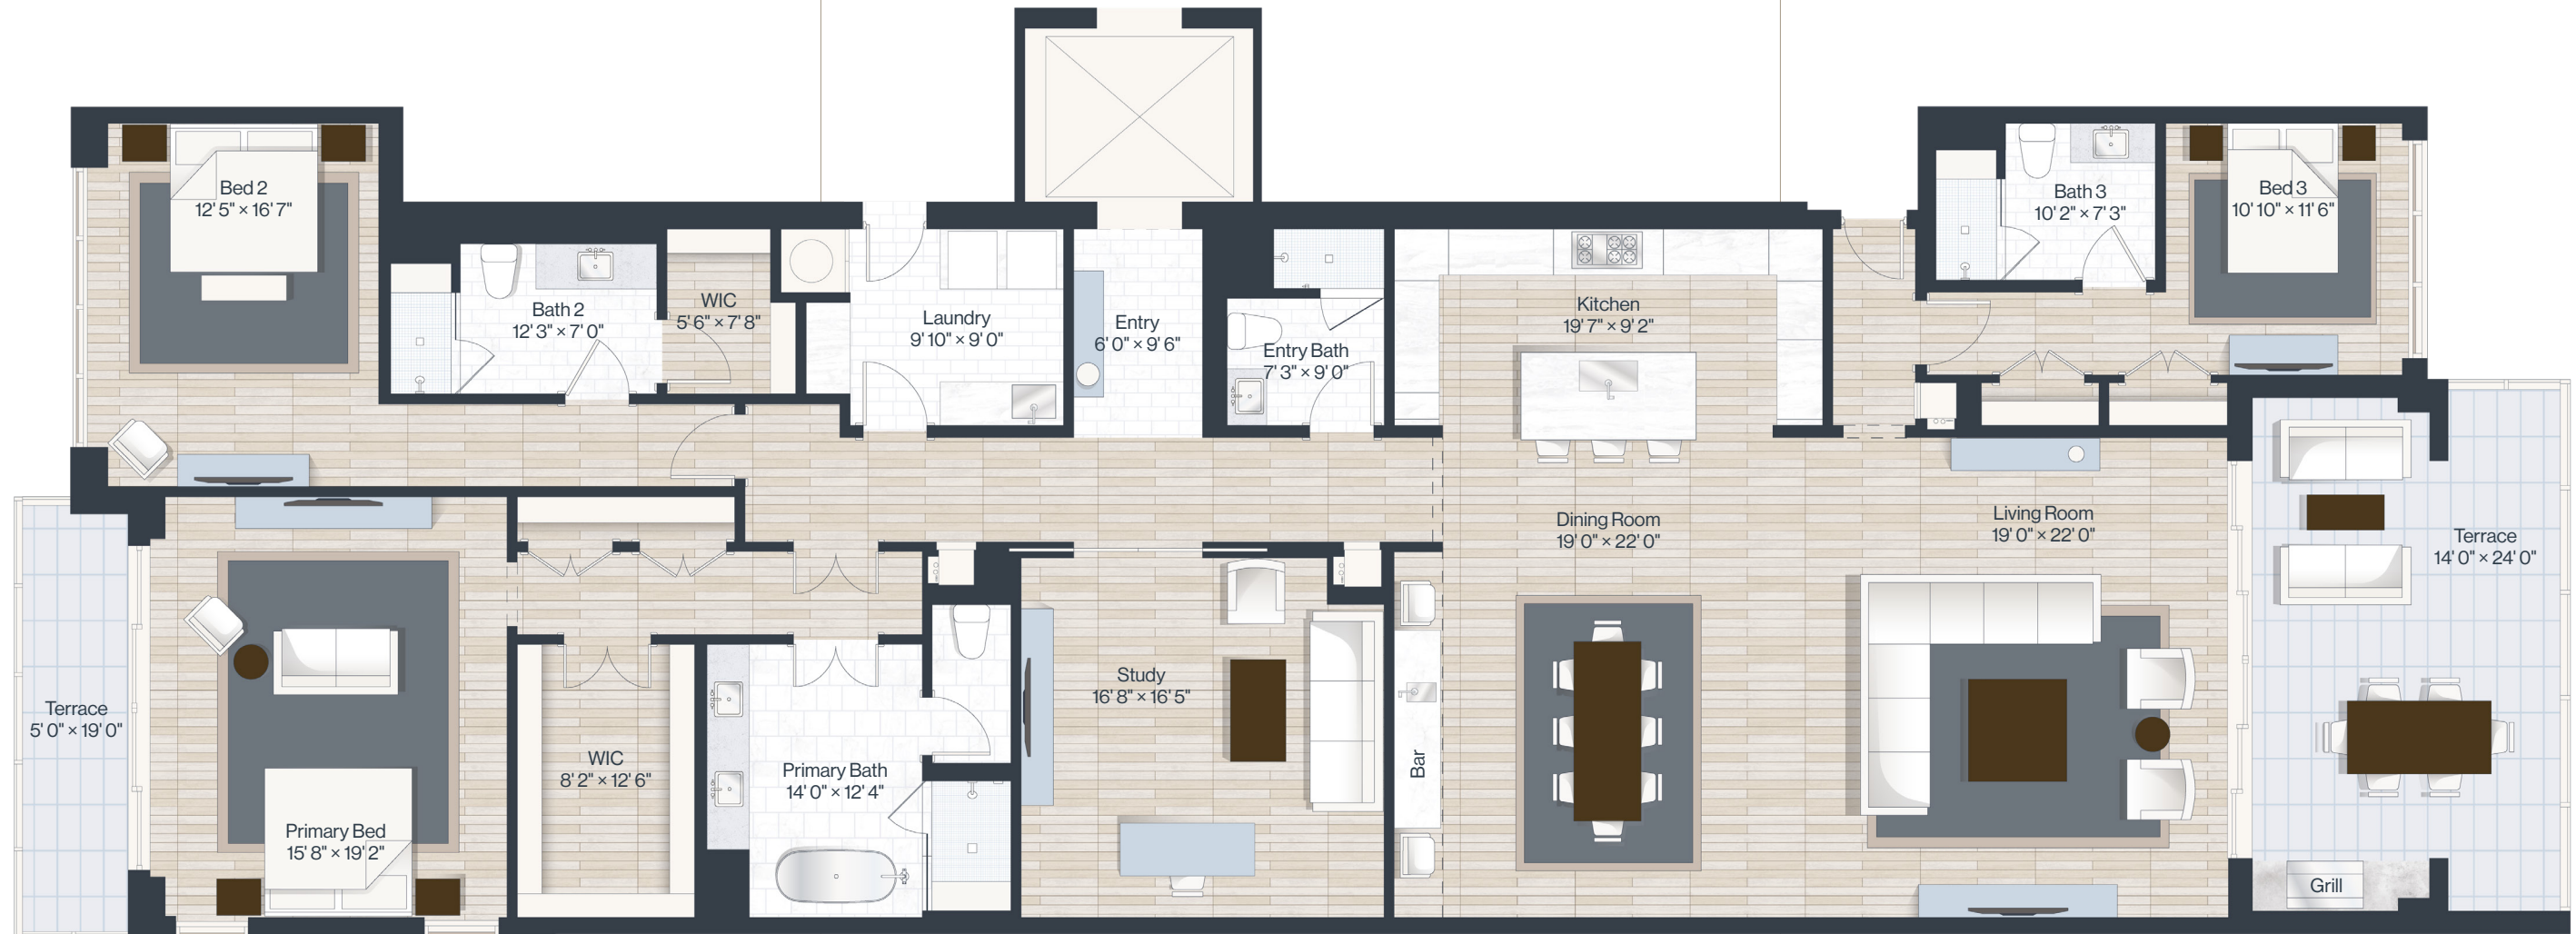 Bed 2
12' 5" × 16' 7"
Bath 2
12' 3" × 7' 0"
WIC
5' 6" × 7' 8"
Laundry
9' 10" × 9' 0"
Entry
6' 0" × 9' 6"
Entry Bath
7' 3" × 9' 0"
Kitchen
19' 7" × 9' 2"
Bath 3
10' 2" × 7' 3"
Bed 3
10' 10" × 11' 6"
Dining Room
19' 0" × 22' 0"
Living Room
19' 0" × 22' 0"
Terrace
14' 0" × 24' 0"
Terrace
5' 0" × 19' 0"
Primary Bed
15' 8" × 19' 2"
WIC
8' 2" × 12' 6"
Primary Bath
14' 0" × 12' 4"
Study
16' 8" × 16' 5"
Bar
Grill